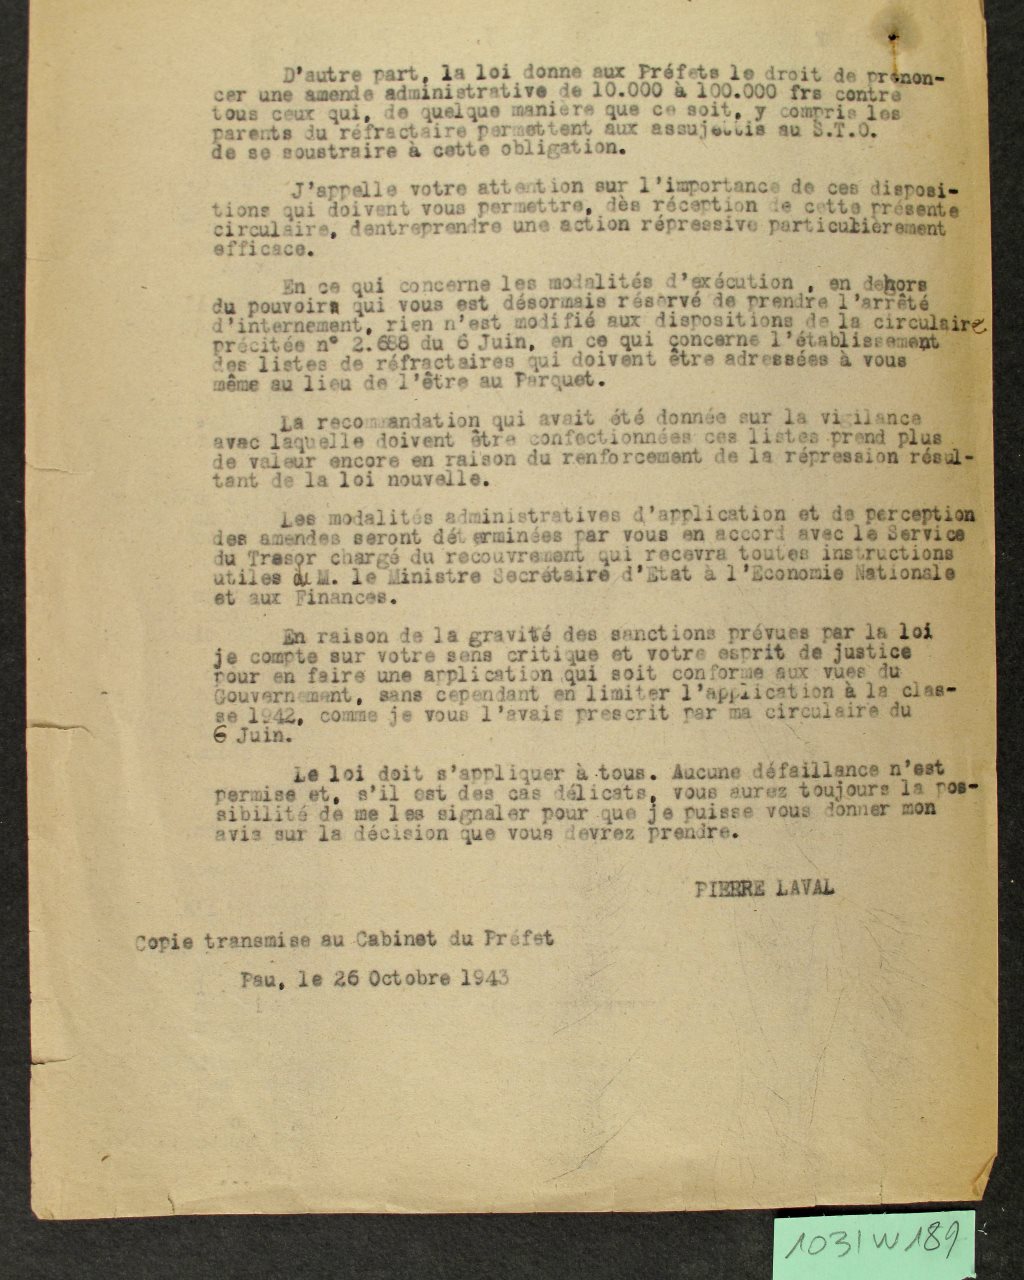 D'autre part, la loi donne aux Préfets le droit de prénon-
cer une amende administrative de 10.000 à 100.000 frs contre
tous ceux qui, de quelque manière que ce soit, y compris les
parents du réfractaire permettent aux assujettis au S.T.O.
de se soustraire à cette obligation.
J'appelle votre attention sur l'importance de ces disposi-
tions qui doivent vous permettre, dès réception de cette présente
circulaire, dentreprendre une action répressive particulièrement
efficace.
En ce qui concerne les modalités d'exécution , en dehors
du pouvoir qui vous est désormais réservé de prendre l'arrêté
d'internement, rien n'est modifié aux dispositions de la circulaire
précitée n° 2.688 du 6 Juin, en ce qui concerne l'établissement
des listes de réfractaires qui doivent être adressées à vous
même au lieu de l'être au Parquet.
La recommandation qui avait été donnée sur la vigilance
avec laquelle doivent être confectionnées ces listes prend plus
de valeur encore en raison du renforcement de la répression résul-
tant de la loi nouvelle.
Les modalités administratives d'application et de perception
des amendes seront déterminées par vous en accord avec le Service
du Tresor chargé du recouvrement qui recevra toutes instructions
utiles du M. le Ministre Secrétaire d'Etat à l'Economie Nationale
et aux Finances.
En raison de la gravité des sanctions prévues par la loi
je compte sur votre sens critique et votre esprit de justice
pour en faire une application qui soit conforme aux vues du
Gouvernement, sans cependant en limiter l'application à la clas-
se 1942, comme je vous l'avais prescrit par ma circulaire du
6 Juin.
Le loi doit s'appliquer à tous. Aucune défaillance n'est
permise et, s'il est des cas délicats, vous aurez toujours la pos-
sibilité de me les signaler pour que je puisse vous donner mon
avis sur la décision que vous devrez prendre.
PIERRE LAVAL
Copie transmise au Cabinet du Préfet
Pau, le 26 Octobre 1943
1031W189